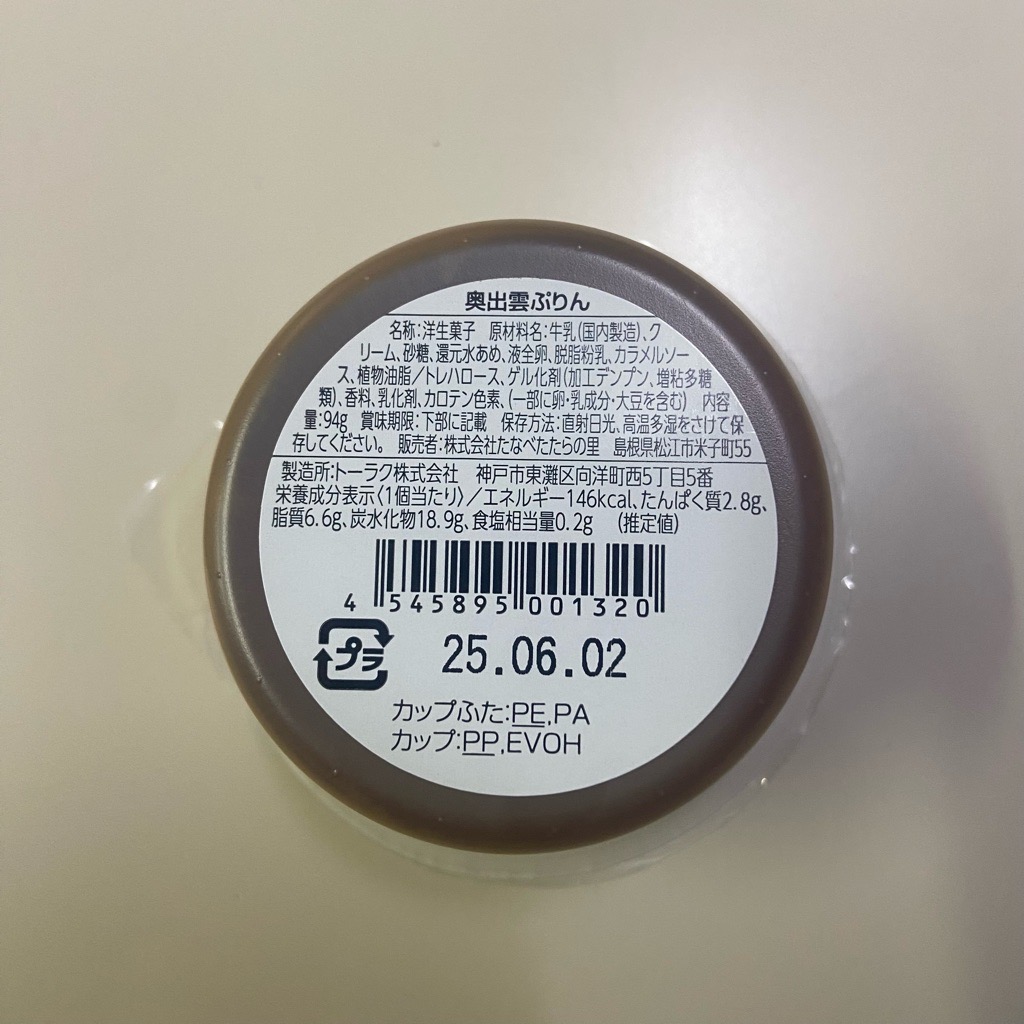 奥出雲ぷりん
名称:洋生菓子 原材料名:牛乳(国内製造)、ク
リーム、砂糖、還元水あめ、液全卵、脱脂粉乳、カラメルソー
ス、植物油脂/トレハロース、ゲル化剤(加工デンプン、増粘多糖
類)、香料、乳化剤、カロテン色素、(一部に卵・乳成分・大豆を含む) 内容
量:94g 賞味期限:下部に記載 保存方法:直射日光、高温多湿をさけて保
存してください。 販売者:株式会社たなべたたらの里 島根県松江市米子町55
製造所:トーラク株式会社 神戸市東灘区向洋町西5丁目5番
栄養成分表示〈1個当たり〉/エネルギー146kcal、たんぱく質2.8g、
脂質6.6g、炭水化物18.9g、食塩相当量0.2g (推定値)
4 545895 001320
プラ
25.06.02
カップふた:PE,PA
カップ:PP,EVOH